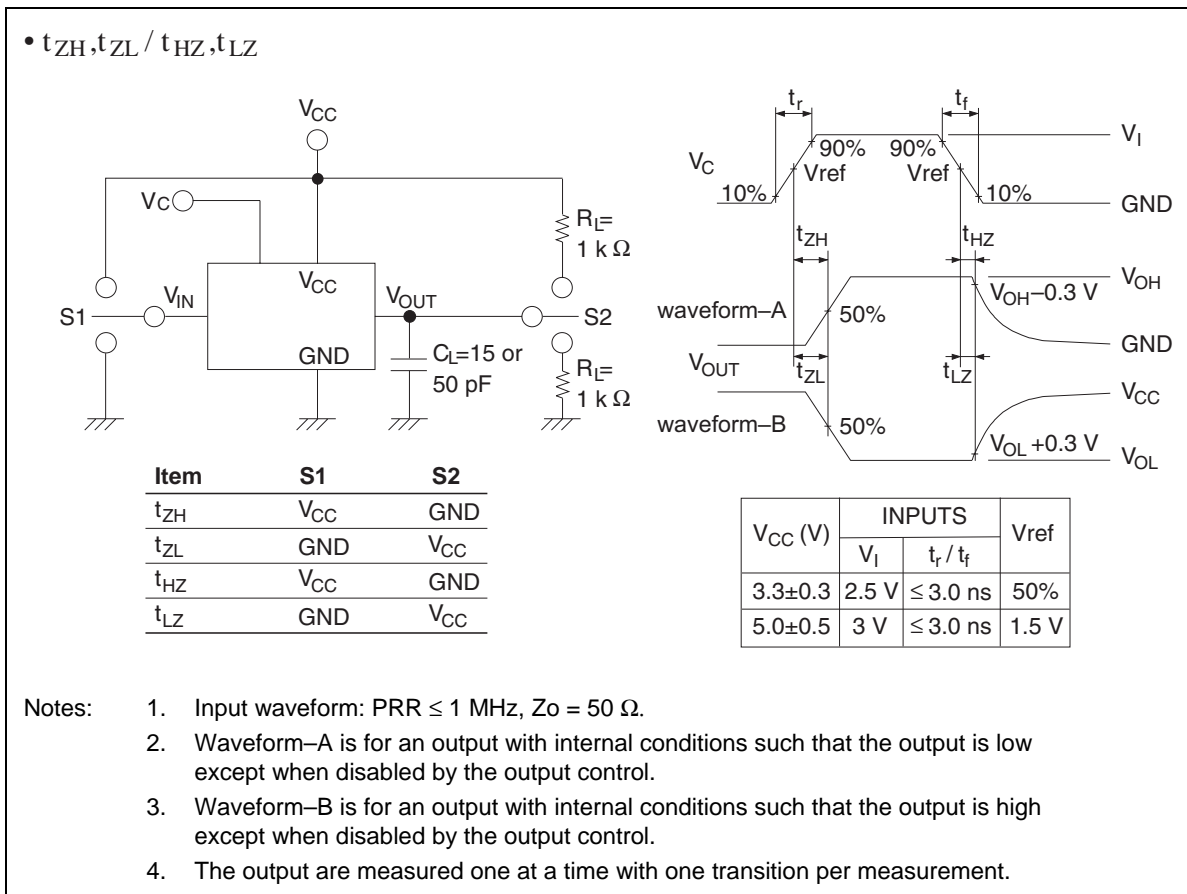 • tZH,tZL / tHZ,tLZ
VCC
VC
S1
VIN
VCC
GND
VOUT
CL=15 or
50 pF
RL=
1 k Ω
S2
RL=
1 k Ω
Item S1 S2
tZH VCC GND
tZL GND VCC
tHZ VCC GND
tLZ GND VCC
tr
tf
VC
10%
90%
Vref
90%
Vref
10%
VI
GND
tZH
tHZ
waveform–A
50%
VOH–0.3 V
VOH
GND
VOUT
tZL
tLZ
waveform–B
50%
VCC
VOL +0.3 V
VOL
VCC (V) INPUTS Vref
VI tr / tf
3.3±0.3 2.5 V ≤ 3.0 ns 50%
5.0±0.5 3 V ≤ 3.0 ns 1.5 V
Notes: 1. Input waveform: PRR ≤ 1 MHz, Zo = 50 Ω.
2. Waveform–A is for an output with internal conditions such that the output is low
except when disabled by the output control.
3. Waveform–B is for an output with internal conditions such that the output is high
except when disabled by the output control.
4. The output are measured one at a time with one transition per measurement.